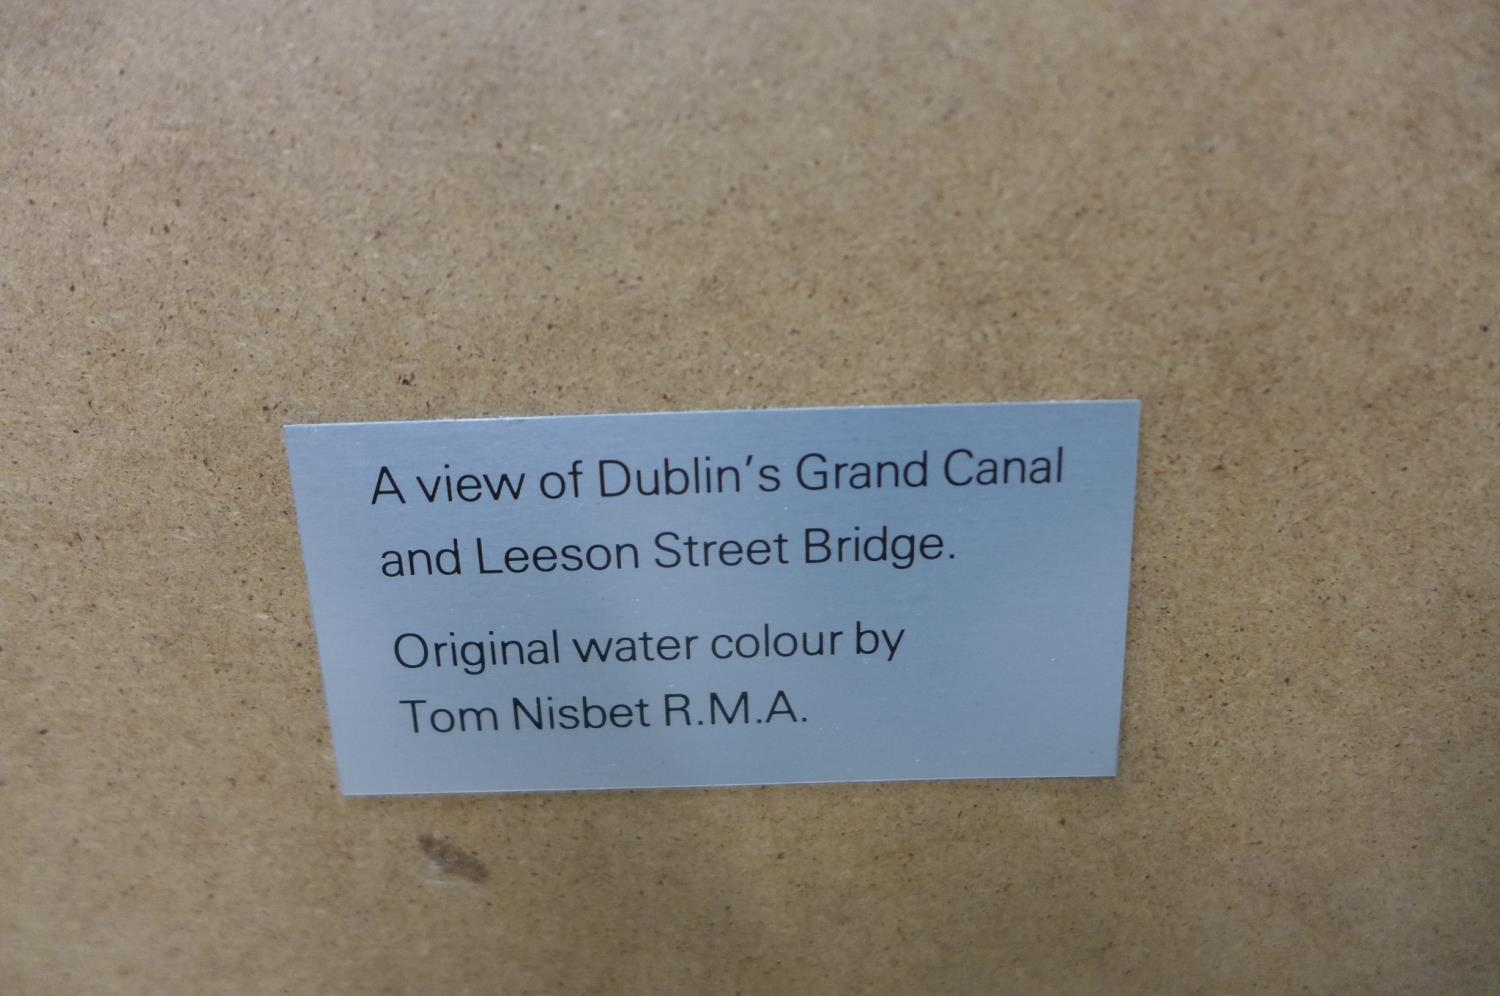 A view of Dublin's Grand Canal
and Leeson Street Bridge.
Original water colour by
Tom Nisbet R.M.A.